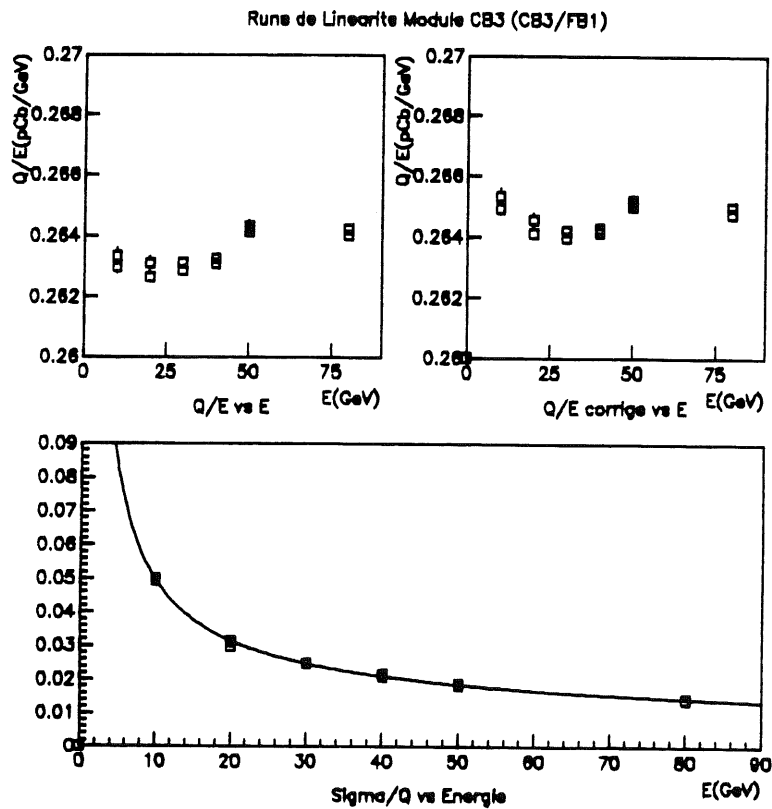 Runs de Linearite Module CB3 (CB3/FB1)
Q/E(pCb/GeV)
0.27
0.268
0.266
0.264
0.262
0.26
0 25 50 75
Q/E vs E
E(GeV)
Q/E(pCb/GeV)
0.27
0.268
0.266
0.264
0.262
0.26
0 25 50 75
Q/E corrige vs E
E(GeV)
0.09
0.08
0.07
0.06
0.05
0.04
0.03
0.02
0.01
0
0 10 20 30 40 50 60 70 80 90
Sigma/Q vs Energie
E(GeV)